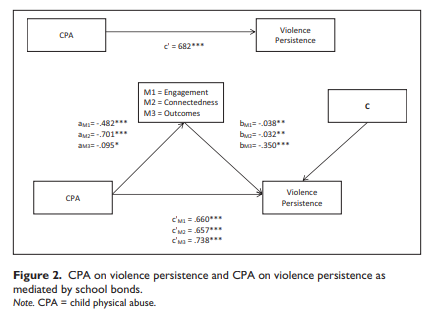 CPA
Violence
Persistence
c' = 682***
M1 = Engagement
M2 = Connectedness
M3 = Outcomes
C
aM1= -.482***
aM2= -.701***
aM3= -.095*
bM1= -.038**
bM2= -.032**
bM3= -.350***
CPA
Violence
Persistence
c'M1 = .660***
c'M2 = .657***
c'M3 = .738***
Figure 2. CPA on violence persistence and CPA on violence persistence as
mediated by school bonds.
Note. CPA = child physical abuse.